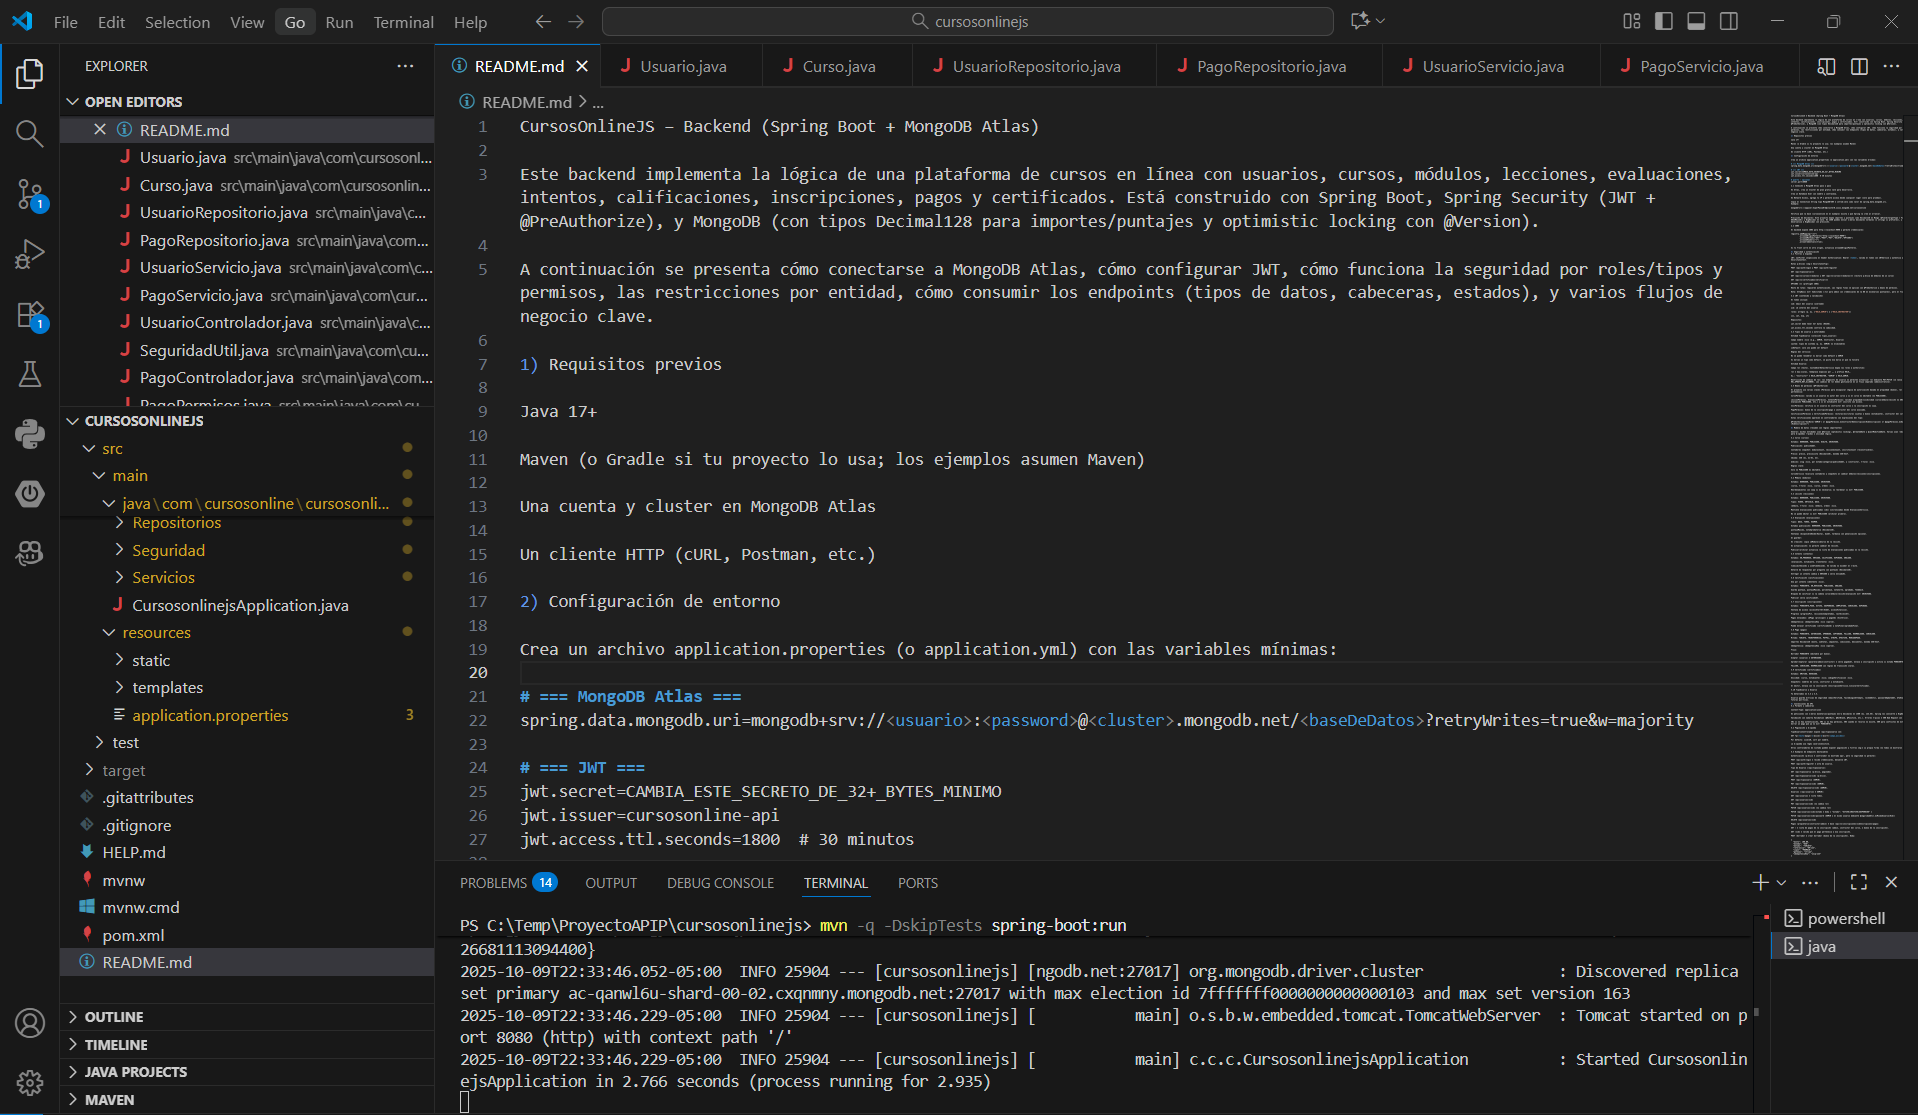 File Edit Selection View Go Run Terminal Help
cursosonlinejs
EXPLORER
OPEN EDITORS
README.md
Usuario.java src\main\java\com\cursosonl...
Curso.java src\main\java\com\cursosonlin...
UsuarioRepositorio.java src\main\java\c...
PagoRepositorio.java src\main\java\com...
UsuarioServicio.java src\main\java\com\c...
PagoServicio.java src\main\java\com\cur...
UsuarioControlador.java src\main\java\c...
SeguridadUtil.java src\main\java\com\cu...
PagoControlador.java src\main\java\com...
PagoPermisos.java src\main\java\com\cu...
CURSOSONLINEJS
src
main
java\com\cursosonline\cursosonli...
Repositorios
Seguridad
Servicios
CursosonlinejsApplication.java
resources
static
templates
application.properties 3
test
target
.gitattributes
.gitignore
HELP.md
mvnw
mvnw.cmd
pom.xml
README.md
OUTLINE
TIMELINE
JAVA PROJECTS
MAVEN
1
1
README.md Usuario.java Curso.java UsuarioRepositorio.java PagoRepositorio.java UsuarioServicio.java PagoServicio.java
README.md > ...
1 CursosOnlineJS – Backend (Spring Boot + MongoDB Atlas)
2
3 Este backend implementa la lógica de una plataforma de cursos en línea con usuarios, cursos, módulos, lecciones, evaluaciones,
intentos, calificaciones, inscripciones, pagos y certificados. Está construido con Spring Boot, Spring Security (JWT +
@PreAuthorize), y MongoDB (con tipos Decimal128 para importes/puntajes y optimistic locking con @Version).
4
5 A continuación se presenta cómo conectarse a MongoDB Atlas, cómo configurar JWT, cómo funciona la seguridad por roles/tipos y
permisos, las restricciones por entidad, cómo consumir los endpoints (tipos de datos, cabeceras, estados), y varios flujos de
negocio clave.
6
7 1) Requisitos previos
8
9 Java 17+
10
11 Maven (o Gradle si tu proyecto lo usa; los ejemplos asumen Maven)
12
13 Una cuenta y cluster en MongoDB Atlas
14
15 Un cliente HTTP (cURL, Postman, etc.)
16
17 2) Configuración de entorno
18
19 Crea un archivo application.properties (o application.yml) con las variables mínimas:
20
21 # === MongoDB Atlas ===
22 spring.data.mongodb.uri=mongodb+srv://<usuario>:<password>@<cluster>.mongodb.net/<baseDeDatos>?retryWrites=true&w=majority
23
24 # === JWT ===
25 jwt.secret=CAMBIA_ESTE_SECRETO_DE_32+_BYTES_MINIMO
26 jwt.issuer=cursosonline-api
27 jwt.access.ttl.seconds=1800  # 30 minutos
PROBLEMS 14 OUTPUT DEBUG CONSOLE TERMINAL PORTS
PS C:\Temp\ProyectoAPIP\cursosonlinejs> mvn -q -DskipTests spring-boot:run
26681113094400}
2025-10-09T22:33:46.052-05:00  INFO 25904 --- [cursosonlinejs] [ngodb.net:27017] org.mongodb.driver.cluster              : Discovered replica
set primary ac-qanwl6u-shard-00-02.cxqnmny.mongodb.net:27017 with max election id 7fffffff0000000000000103 and max set version 163
2025-10-09T22:33:46.229-05:00  INFO 25904 --- [cursosonlinejs] [           main] o.s.b.w.embedded.tomcat.TomcatWebServer  : Tomcat started on p
ort 8080 (http) with context path '/'
2025-10-09T22:33:46.229-05:00  INFO 25904 --- [cursosonlinejs] [           main] c.c.c.CursosonlinejsApplication          : Started Cursosonlin
ejsApplication in 2.766 seconds (process running for 2.935)
powershell
java